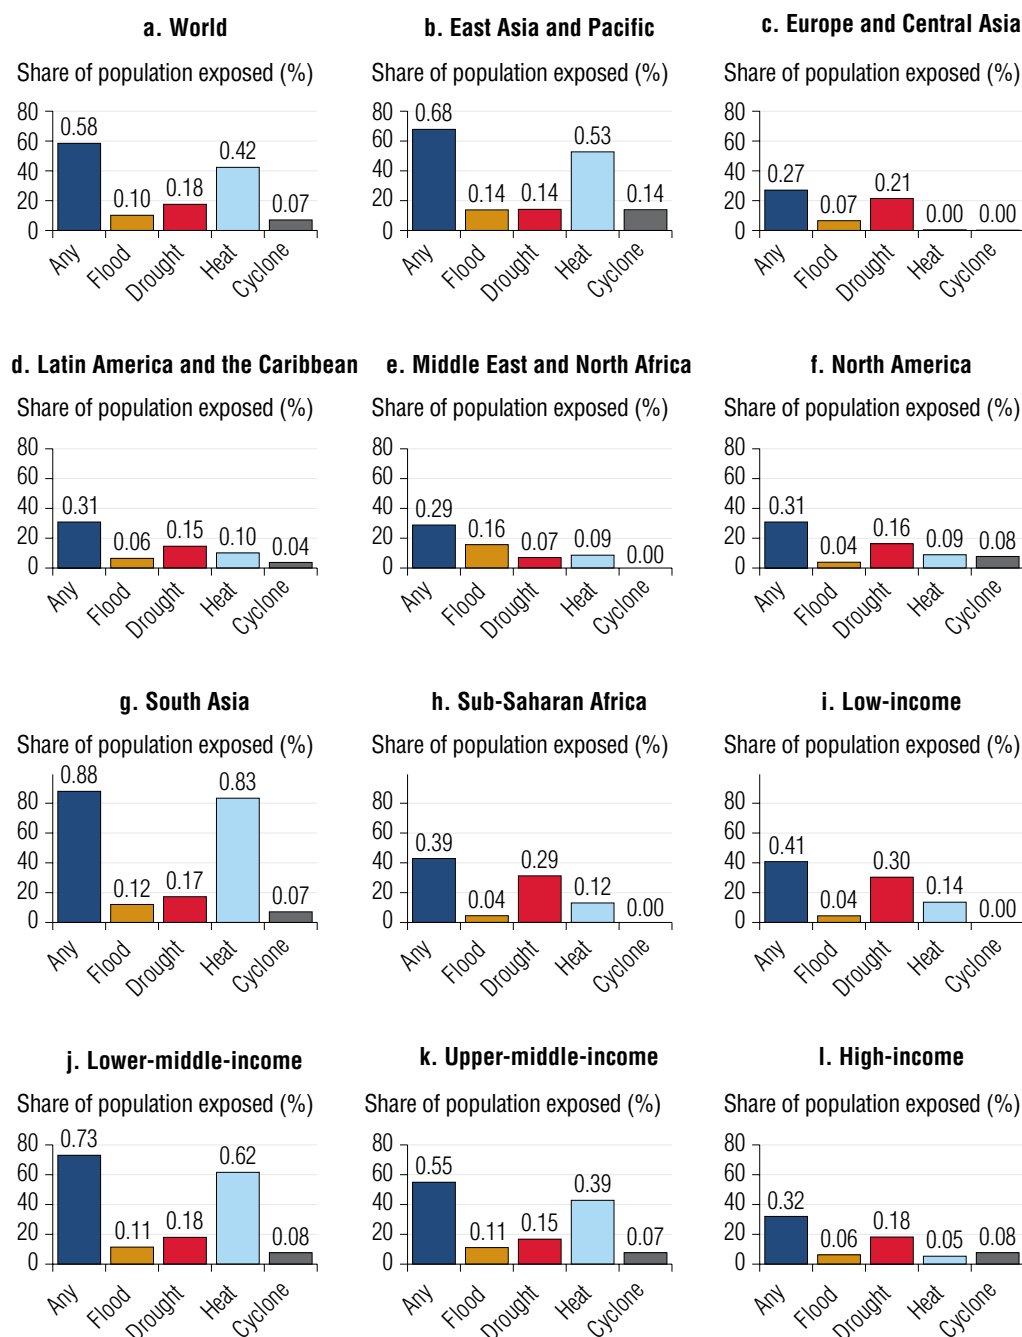 a. World
Share of population exposed (%)
80
60
40
20
0
0.58
0.10
0.18
0.42
0.07
Any
Flood
Drought
Heat
Cyclone
b. East Asia and Pacific
Share of population exposed (%)
80
60
40
20
0
0.68
0.14
0.14
0.53
0.14
Any
Flood
Drought
Heat
Cyclone
c. Europe and Central Asia
Share of population exposed (%)
80
60
40
20
0
0.27
0.07
0.21
0.00
0.00
Any
Flood
Drought
Heat
Cyclone
d. Latin America and the Caribbean
Share of population exposed (%)
80
60
40
20
0
0.31
0.06
0.15
0.10
0.04
Any
Flood
Drought
Heat
Cyclone
e. Middle East and North Africa
Share of population exposed (%)
80
60
40
20
0
0.29
0.16
0.07
0.09
0.00
Any
Flood
Drought
Heat
Cyclone
f. North America
Share of population exposed (%)
80
60
40
20
0
0.31
0.04
0.16
0.09
0.08
Any
Flood
Drought
Heat
Cyclone
g. South Asia
Share of population exposed (%)
80
60
40
20
0
0.88
0.12
0.17
0.83
0.07
Any
Flood
Drought
Heat
Cyclone
h. Sub-Saharan Africa
Share of population exposed (%)
80
60
40
20
0
0.39
0.04
0.29
0.12
0.00
Any
Flood
Drought
Heat
Cyclone
i. Low-income
Share of population exposed (%)
80
60
40
20
0
0.41
0.04
0.30
0.14
0.00
Any
Flood
Drought
Heat
Cyclone
j. Lower-middle-income
Share of population exposed (%)
80
60
40
20
0
0.73
0.11
0.18
0.62
0.08
Any
Flood
Drought
Heat
Cyclone
k. Upper-middle-income
Share of population exposed (%)
80
60
40
20
0
0.55
0.11
0.15
0.39
0.07
Any
Flood
Drought
Heat
Cyclone
l. High-income
Share of population exposed (%)
80
60
40
20
0
0.32
0.06
0.18
0.05
0.08
Any
Flood
Drought
Heat
Cyclone